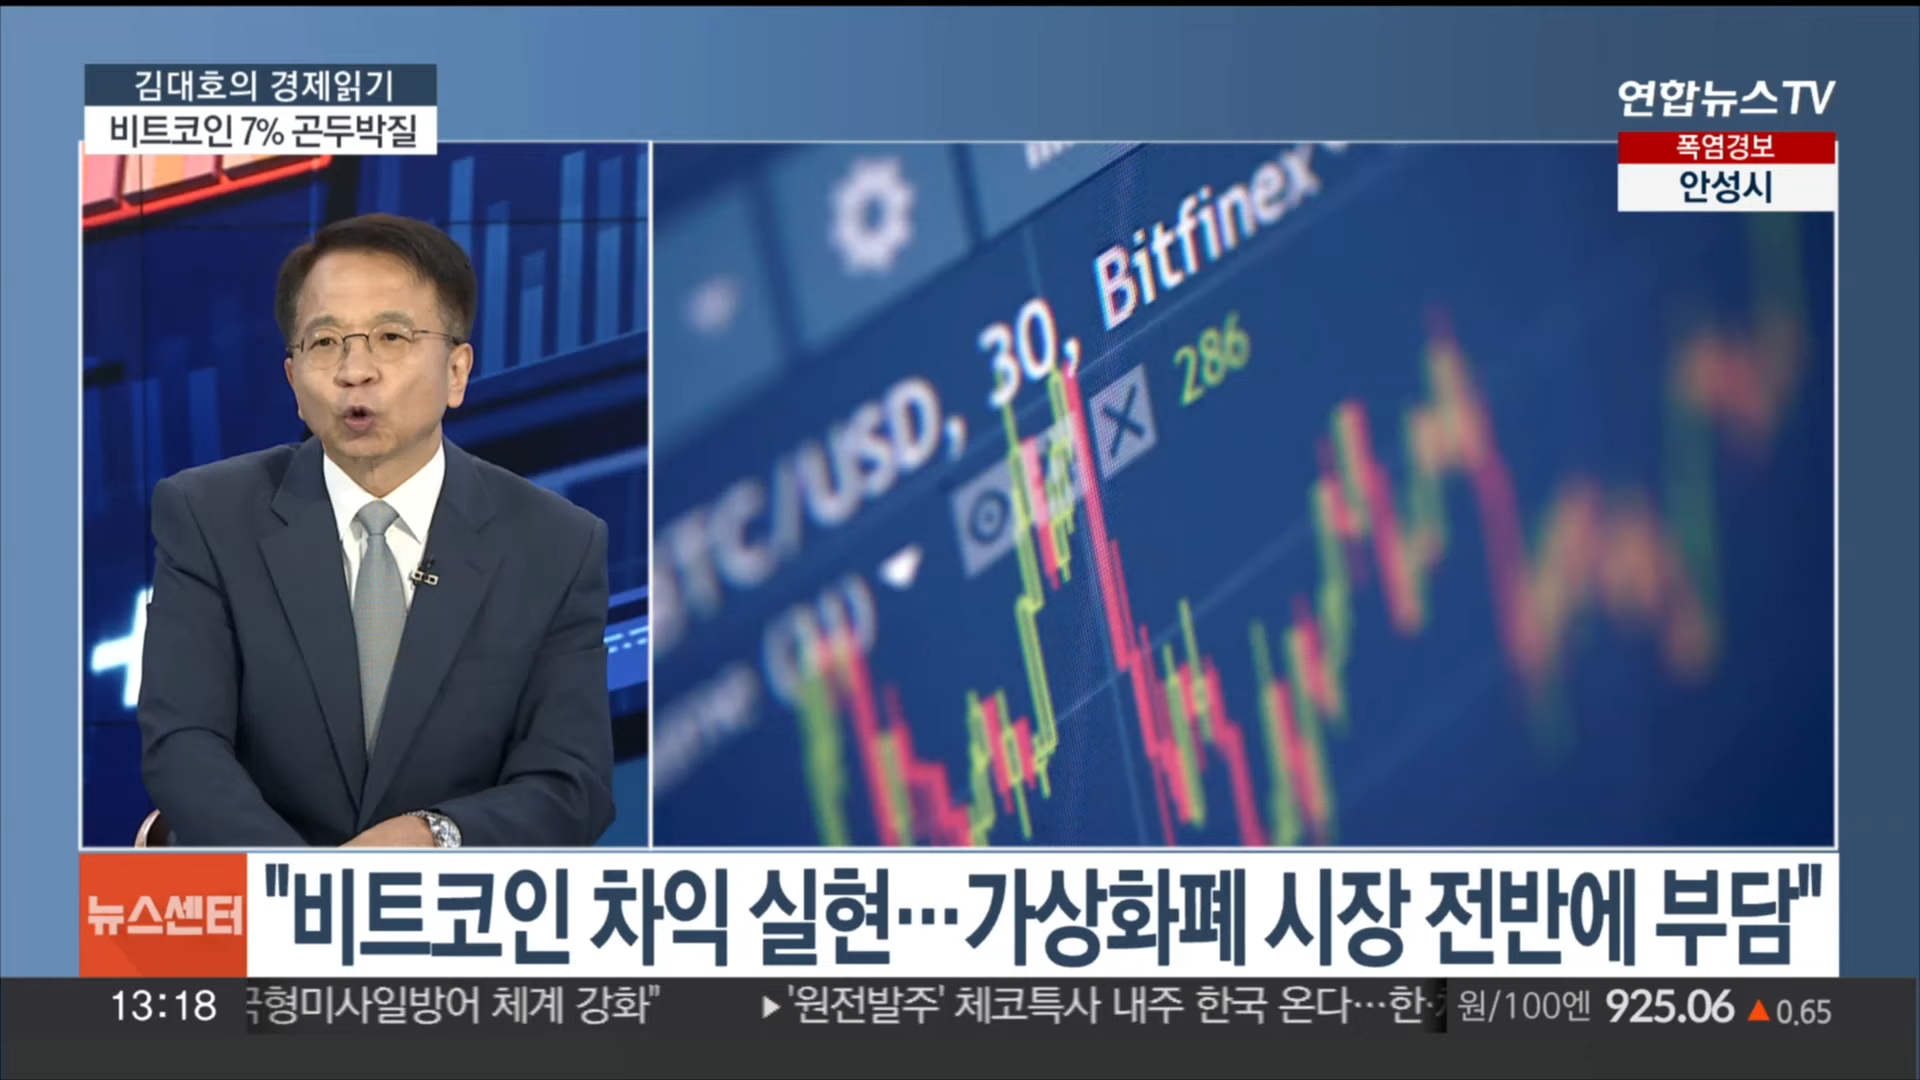 김대호의 경제읽기
비트코인 7% 곤두박질
연합뉴스TV
폭염경보
안성시
BTC/USD, 30, Bitfinex
286
뉴스센터
"비트코인 차익 실현…가상화폐 시장 전반에 부담"
13:18
형미사일방어 체계 강화” ▶'원전발주' 체코특사 내주 한국 온다…한·
원/100엔 925.06 ▲0.65